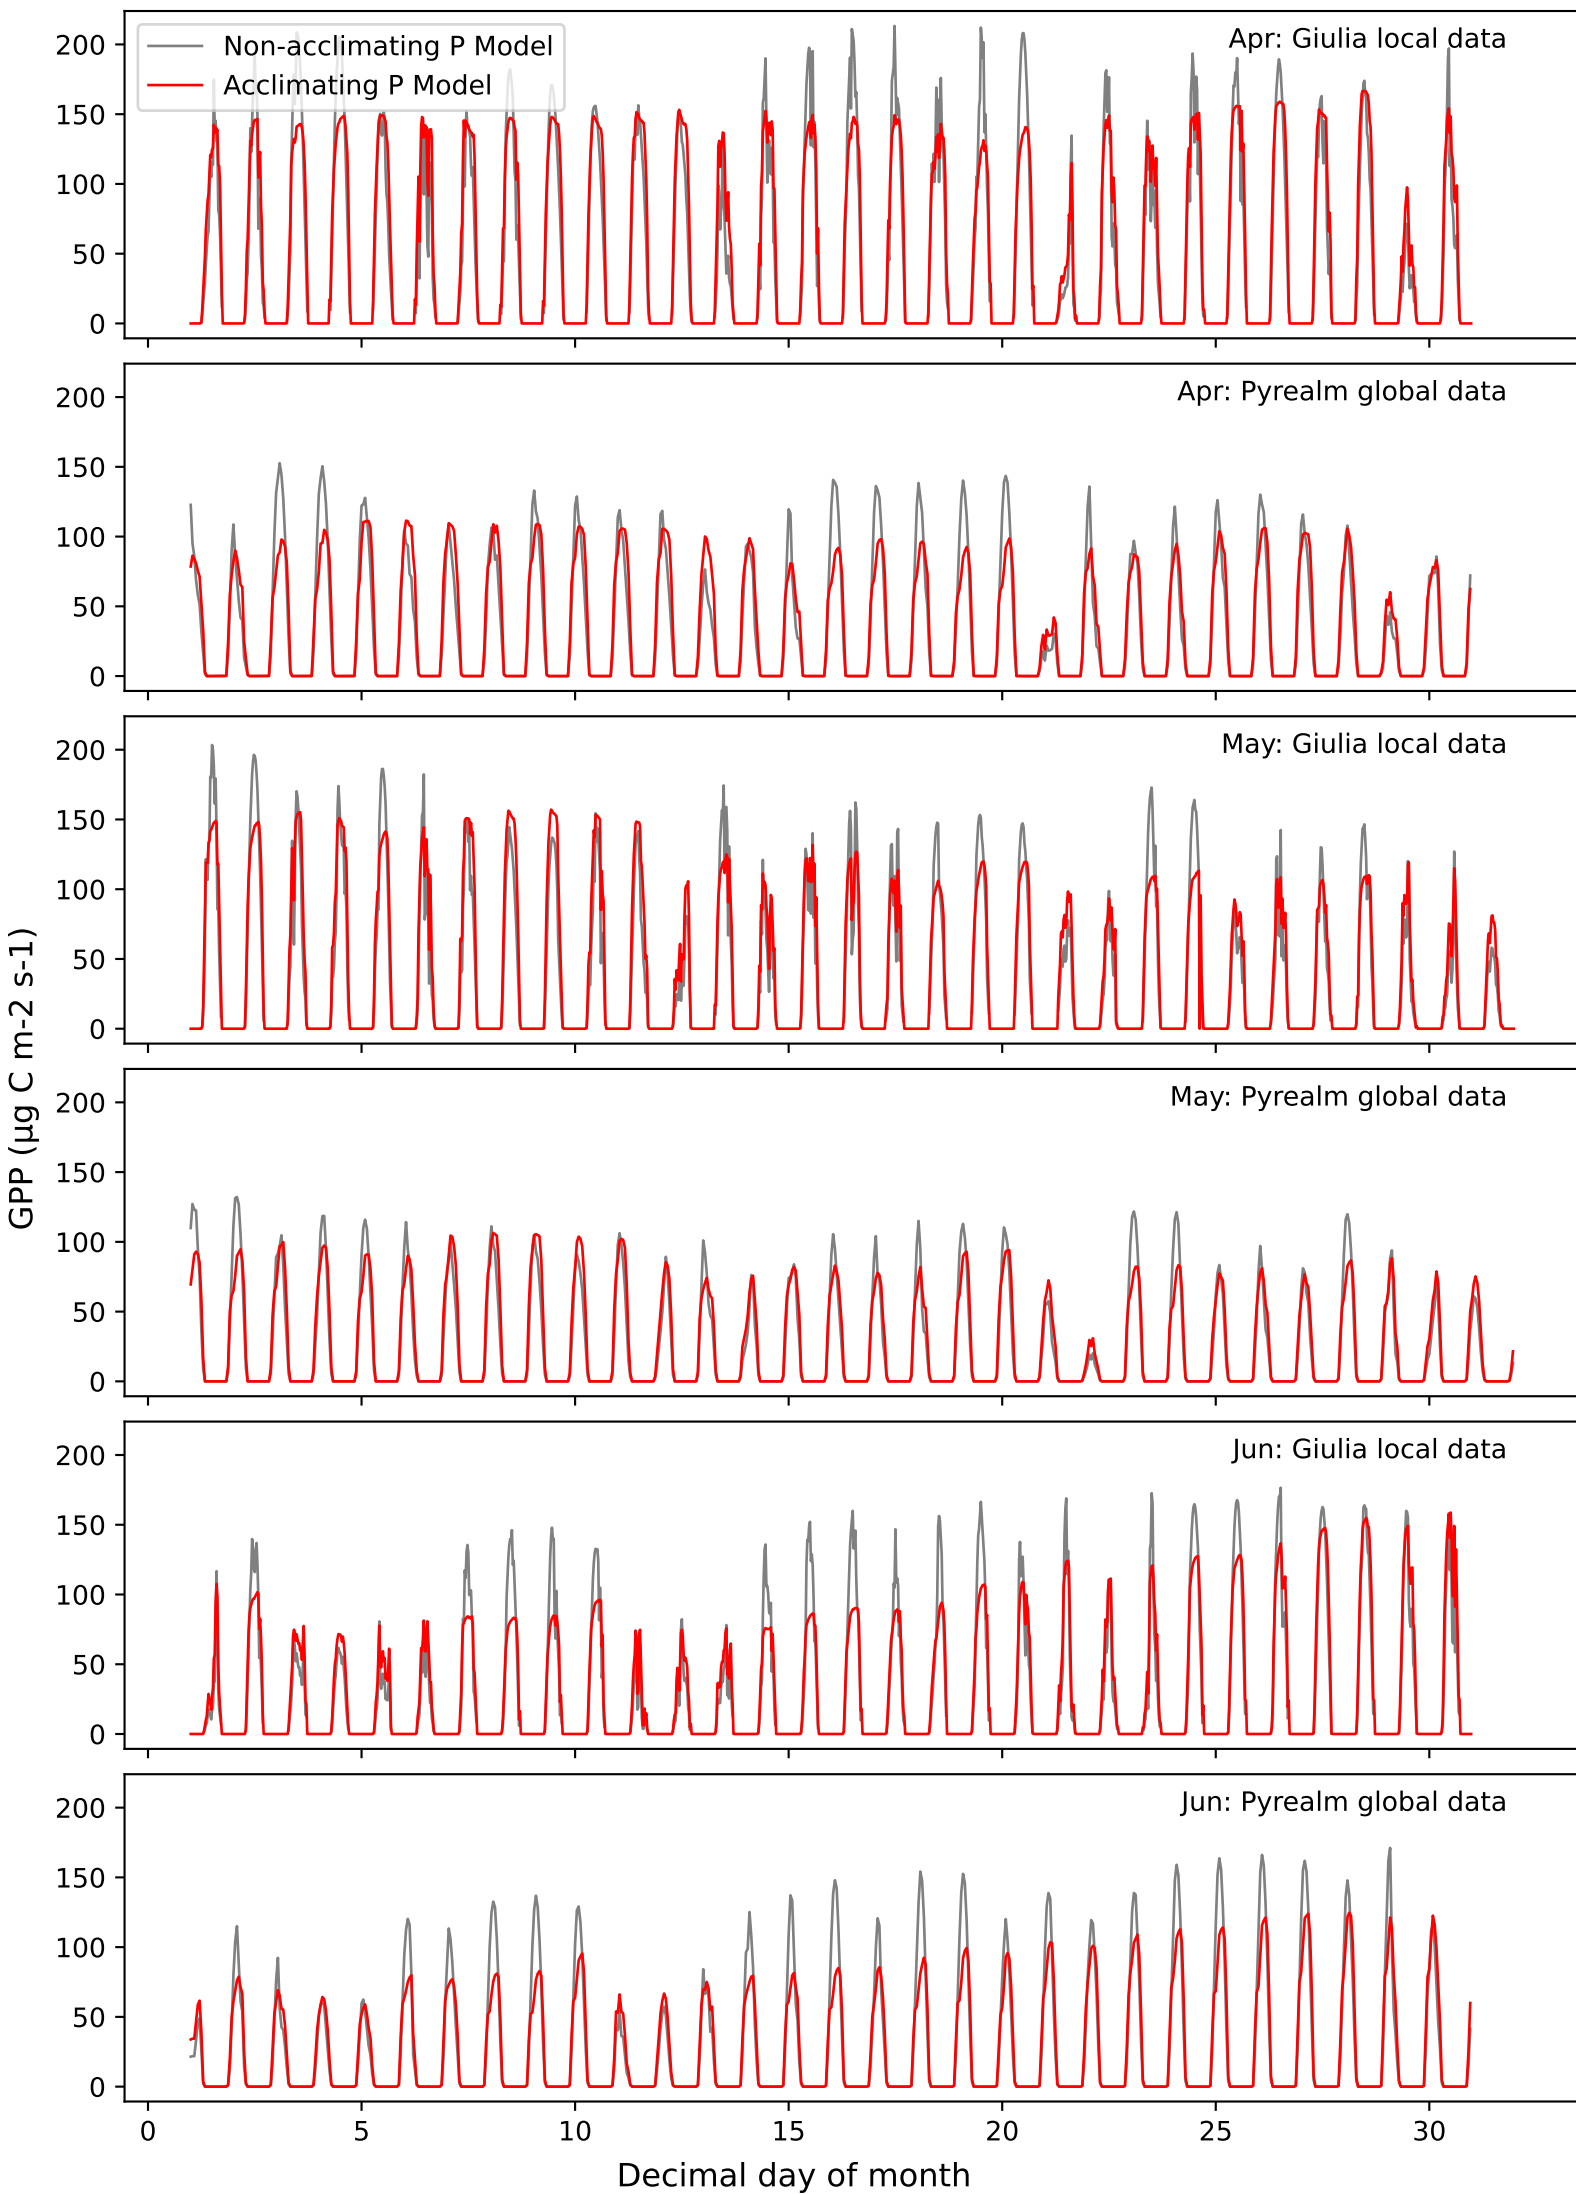 Non-acclimating P Model
Acclimating P Model
Apr: Giulia local data
200
150
100
50
0
Apr: Pyrealm global data
200
150
100
50
0
May: Giulia local data
200
150
100
50
0
GPP (µg C m-2 s-1)
May: Pyrealm global data
200
150
100
50
0
Jun: Giulia local data
200
150
100
50
0
Jun: Pyrealm global data
200
150
100
50
0
0 5 10 15 20 25 30
Decimal day of month